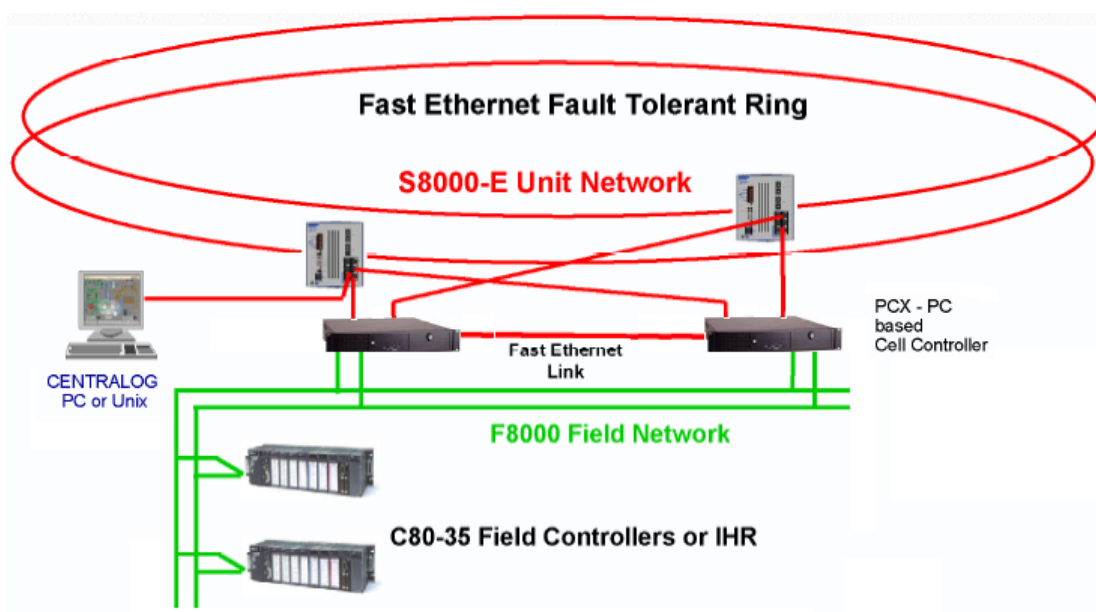 Fast Ethernet Fault Tolerant Ring
S8000-E Unit Network
PCX - PC
based
Cell Controller
Fast Ethernet
Link
CENTRALOG
PC or Unix
F8000 Field Network
C80-35 Field Controllers or IHR